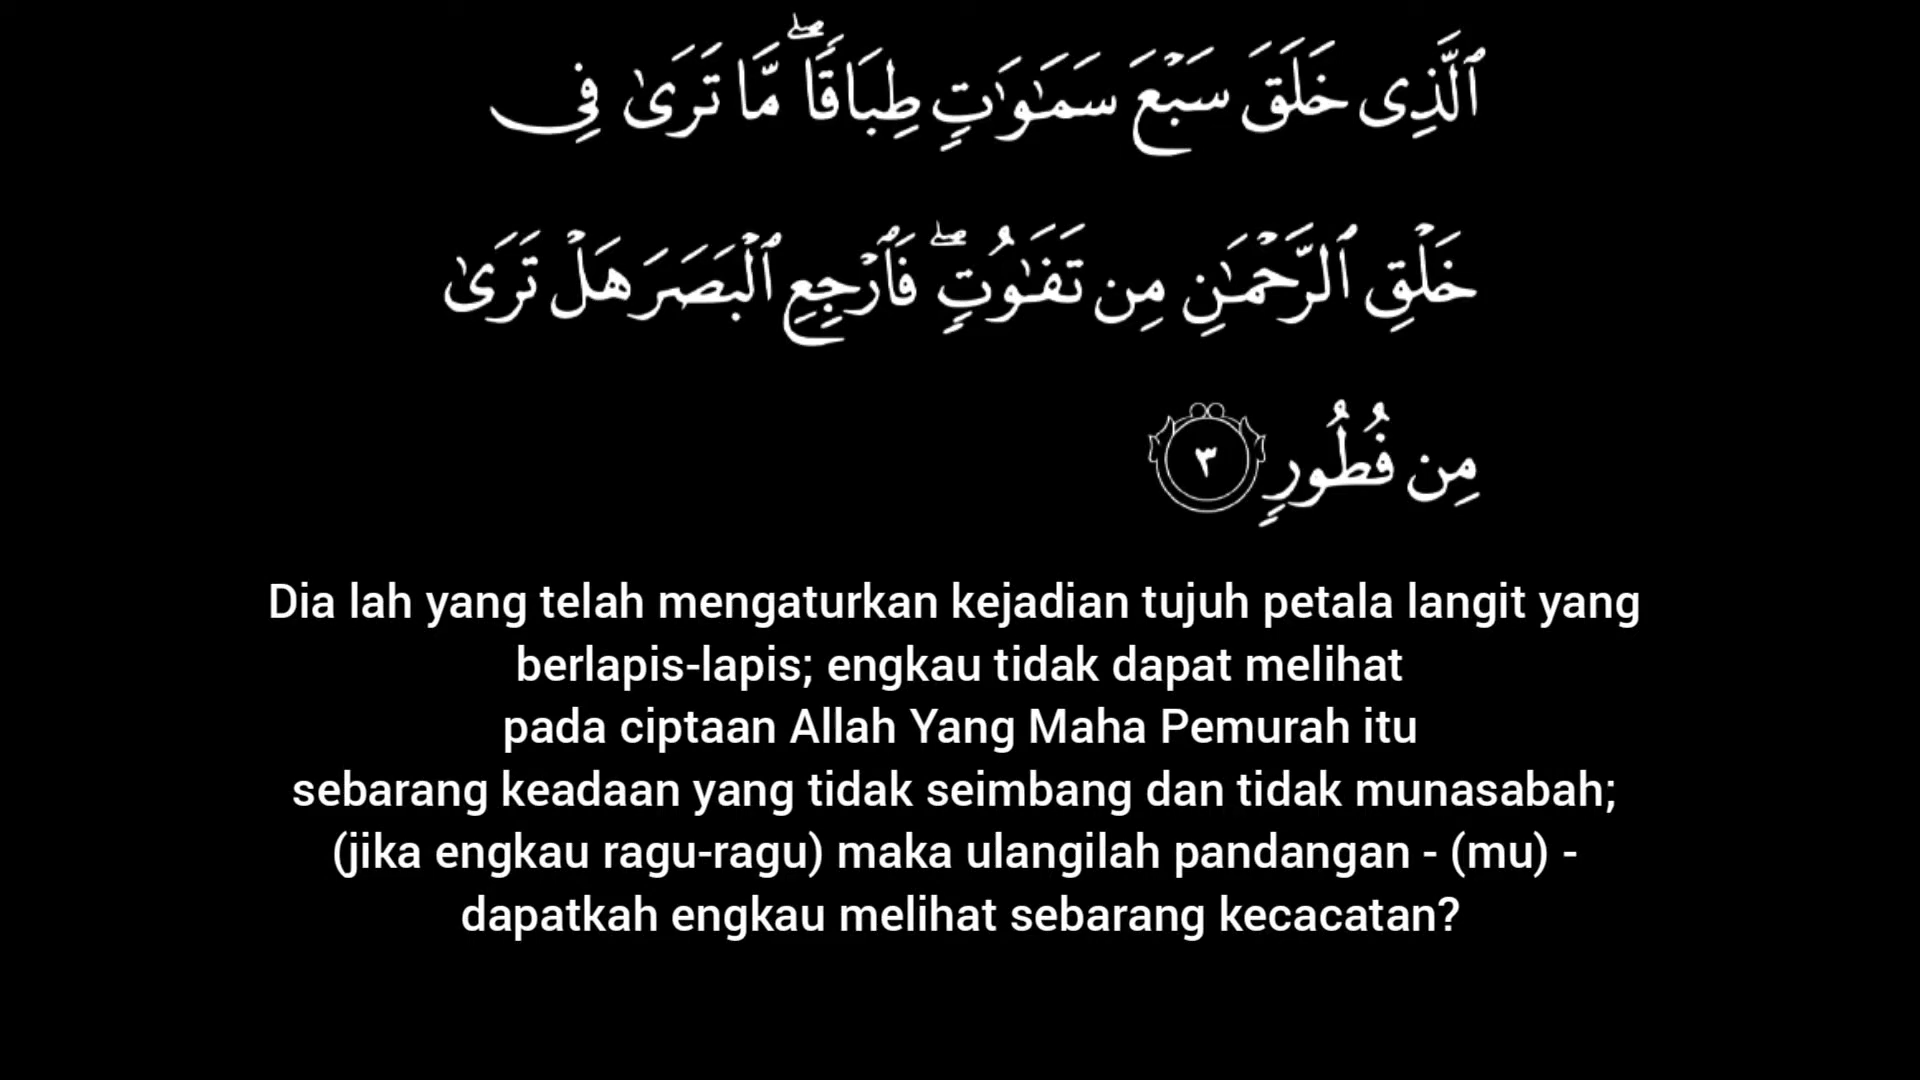 ٱلَّذِى خَلَقَ سَبْعَ سَمَـٰوَٰتٍ طِبَاقًا ۖ مَّا تَرَىٰ فِى
خَلْقِ ٱلرَّحْمَـٰنِ مِن تَفَـٰوُتٍ ۖ فَٱرْجِعِ ٱلْبَصَرَ هَلْ تَرَىٰ
مِن فُطُورٍ ٣
Dia lah yang telah mengaturkan kejadian tujuh petala langit yang
berlapis-lapis; engkau tidak dapat melihat
pada ciptaan Allah Yang Maha Pemurah itu
sebarang keadaan yang tidak seimbang dan tidak munasabah;
(jika engkau ragu-ragu) maka ulangilah pandangan - (mu) -
dapatkah engkau melihat sebarang kecacatan?